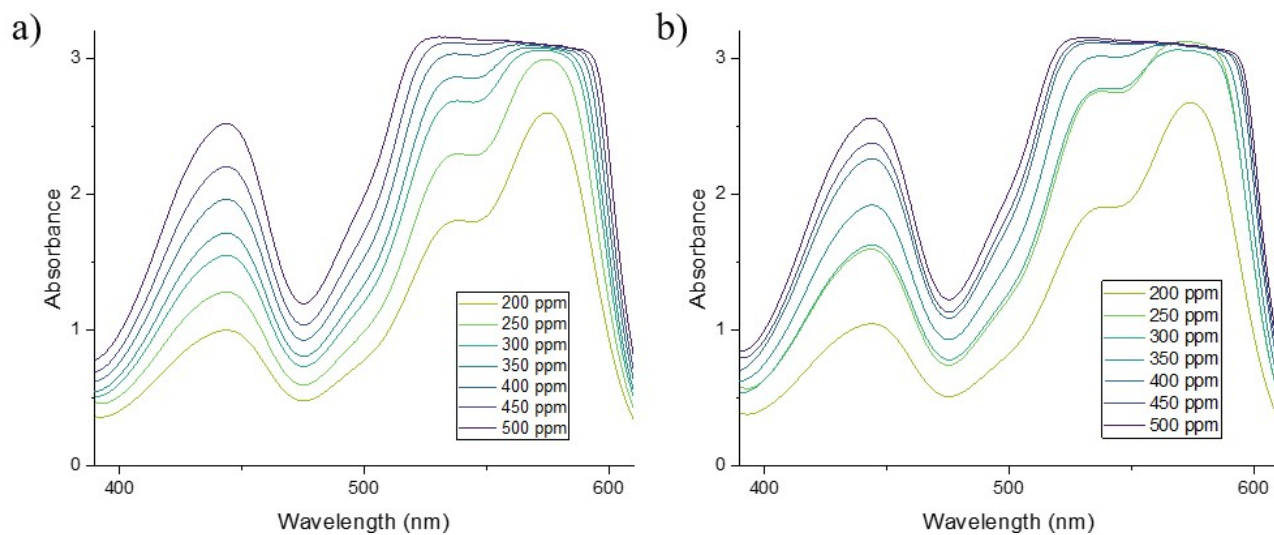 a)
3
2
1
0
Absorbance
400
500
600
Wavelength (nm)
200 ppm
250 ppm
300 ppm
350 ppm
400 ppm
450 ppm
500 ppm
b)
3
2
1
0
Absorbance
400
500
600
Wavelength (nm)
200 ppm
250 ppm
300 ppm
350 ppm
400 ppm
450 ppm
500 ppm